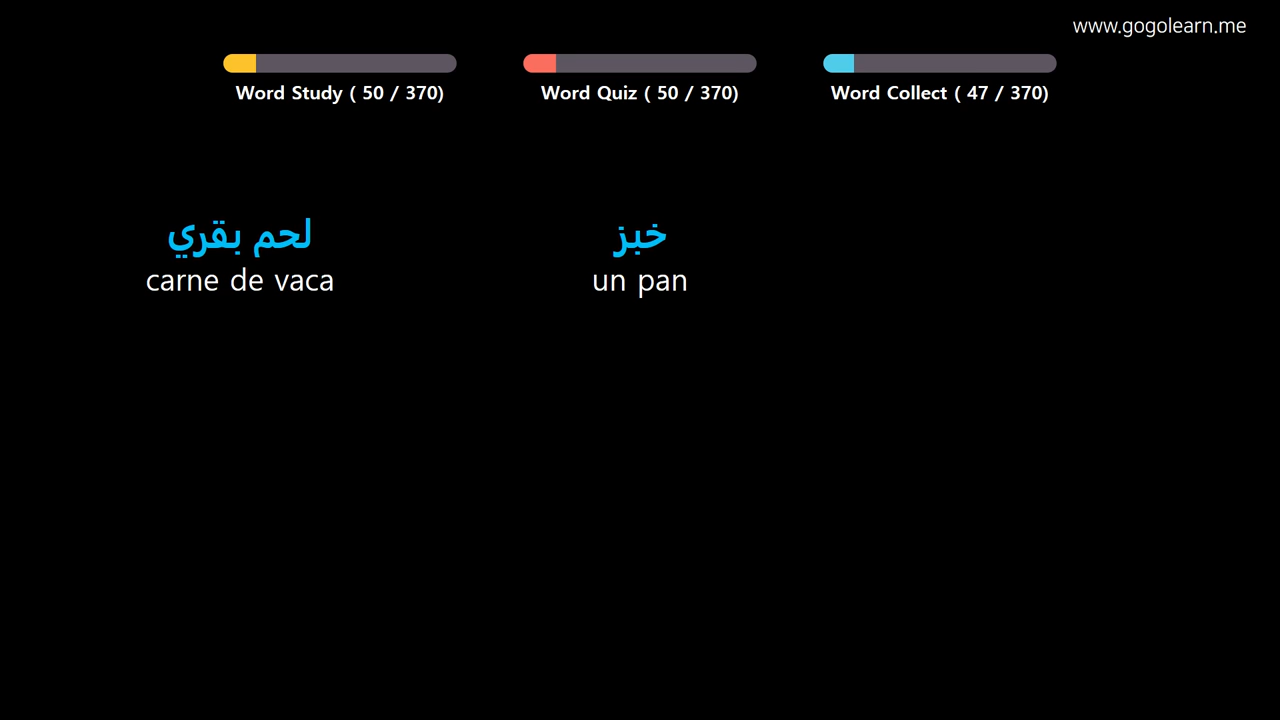 www.gogolearn.me
Word Study ( 50 / 370)
Word Quiz ( 50 / 370)
Word Collect ( 47 / 370)
لحم بقري
carne de vaca
خبز
un pan